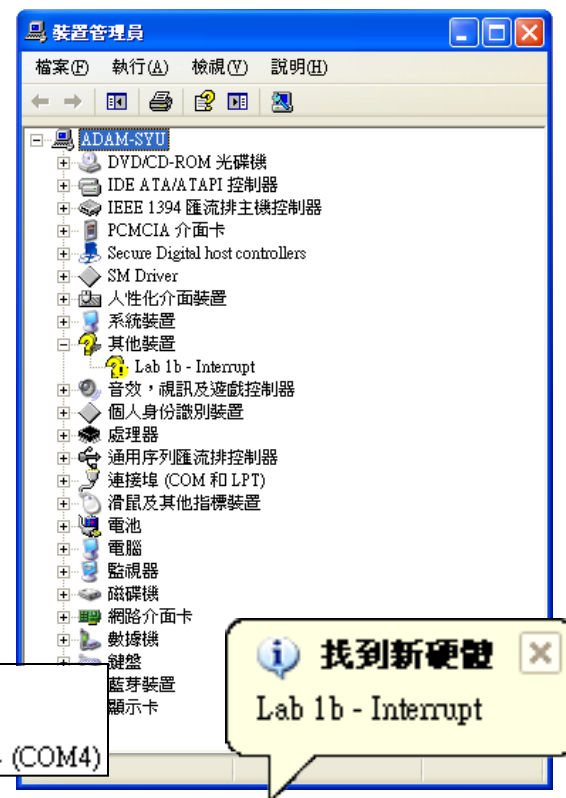 裝置管理員
檔案(F) 執行(A) 檢視(V) 說明(H)
ADAM-SYU
DVD/CD-ROM 光碟機
IDE ATA/ATAPI 控制器
IEEE 1394 匯流排主機控制器
PCMCIA 介面卡
Secure Digital host controllers
SM Driver
人性化介面裝置
系統裝置
其他裝置
Lab 1b - Interrupt
音效，視訊及遊戲控制器
個人身份識別裝置
處理器
通用序列匯流排控制器
連接埠 (COM 和 LPT)
滑鼠及其他指標裝置
電池
電腦
監視器
磁碟機
網路介面卡
數據機
鍵盤
藍芽裝置
顯示卡
(COM4)
找到新硬體
Lab 1b - Interrupt